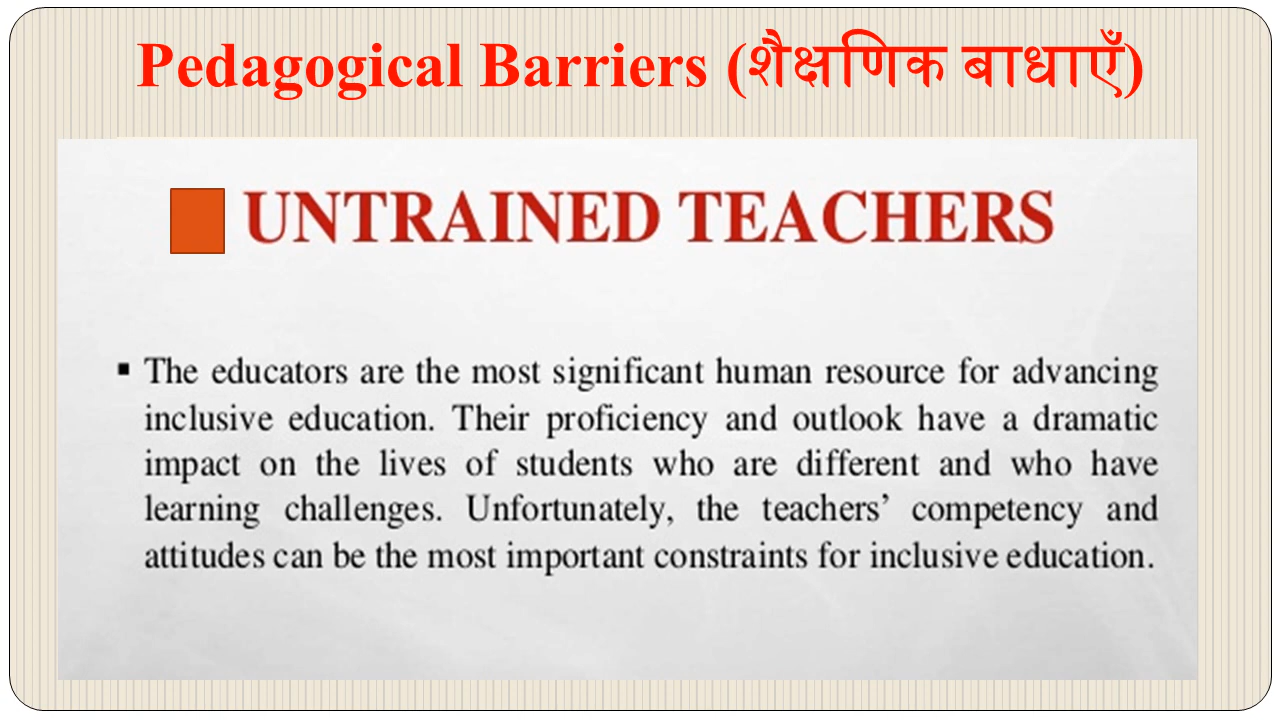 Pedagogical Barriers (शैक्षणिक बाधाएँ)
UNTRAINED TEACHERS
▪ The educators are the most significant human resource for advancing
inclusive education. Their proficiency and outlook have a dramatic
impact on the lives of students who are different and who have
learning challenges. Unfortunately, the teachers’ competency and
attitudes can be the most important constraints for inclusive education.